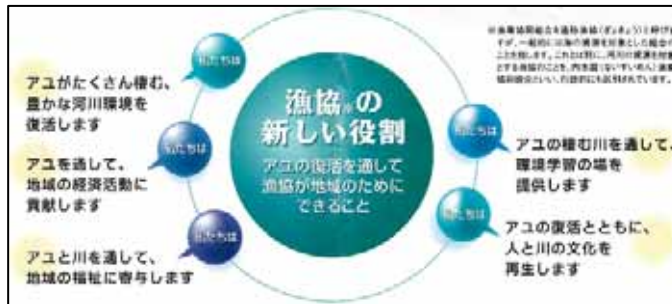 漁協※の
新しい役割
アユの復活を通して
漁協が地域のために
できること
私たちは
アユがたくさん棲む、
豊かな河川環境を
復活します
私たちは
アユを通して、
地域の経済活動に
貢献します
私たちは
アユと川を通して、
地域の福祉に寄与します
私たちは
アユの棲む川を通して、
環境学習の場を
提供します
私たちは
アユの復活とともに、
人と川の文化を
再生します